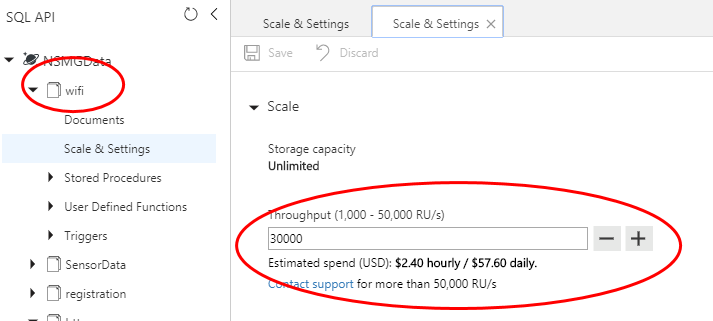 SQL API
NSMGData
wifi
Documents
Scale & Settings
Stored Procedures
User Defined Functions
Triggers
SensorData
registration
Scale & Settings
Scale & Settings
Save
Discard
Scale
Storage capacity
Unlimited
Throughput (1,000 - 50,000 RU/s)
30000
Estimated spend (USD): $2.40 hourly / $57.60 daily.
Contact support for more than 50,000 RU/s